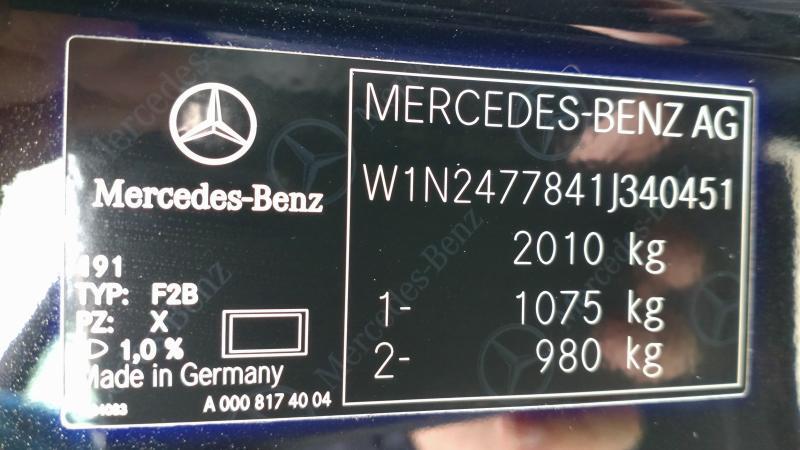 Mercedes-Benz
191
TYP: F2B
PZ: X
1,0 %
Made in Germany
A 000 817 40 04
MERCEDES-BENZ AG
W1N2477841J340451
2010 kg
1- 1075 kg
2- 980 kg